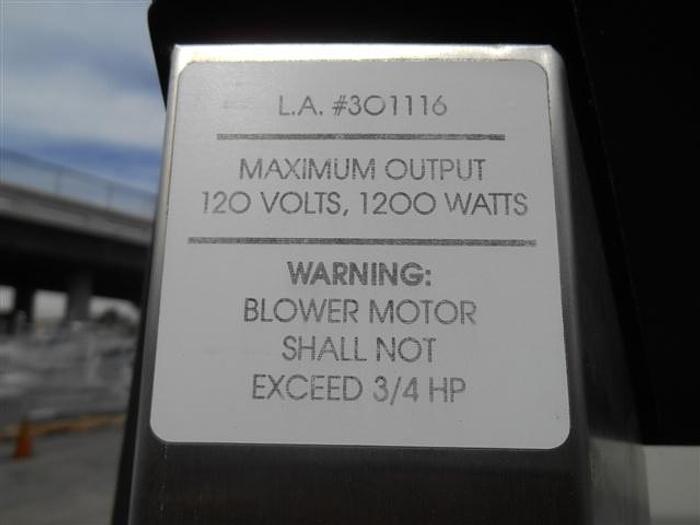 L.A. #301116
MAXIMUM OUTPUT
120 VOLTS, 1200 WATTS
WARNING:
BLOWER MOTOR
SHALL NOT
EXCEED 3/4 HP